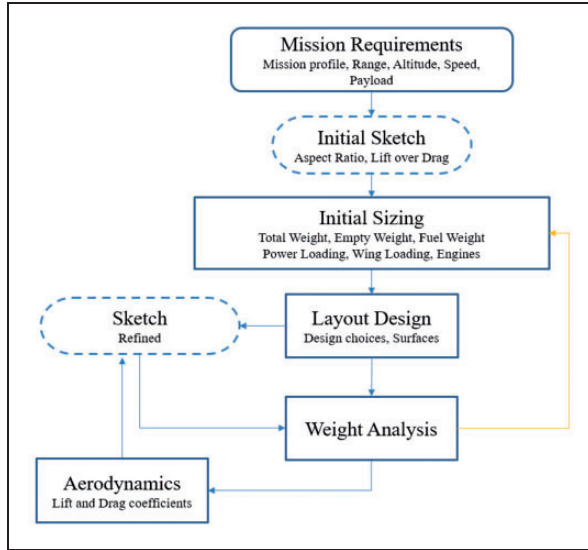 Mission Requirements
Mission profile, Range, Altitude, Speed,
Payload
Initial Sketch
Aspect Ratio, Lift over Drag
Initial Sizing
Total Weight, Empty Weight, Fuel Weight
Power Loading, Wing Loading, Engines
Sketch
Refined
Layout Design
Design choices, Surfaces
Weight Analysis
Aerodynamics
Lift and Drag coefficients